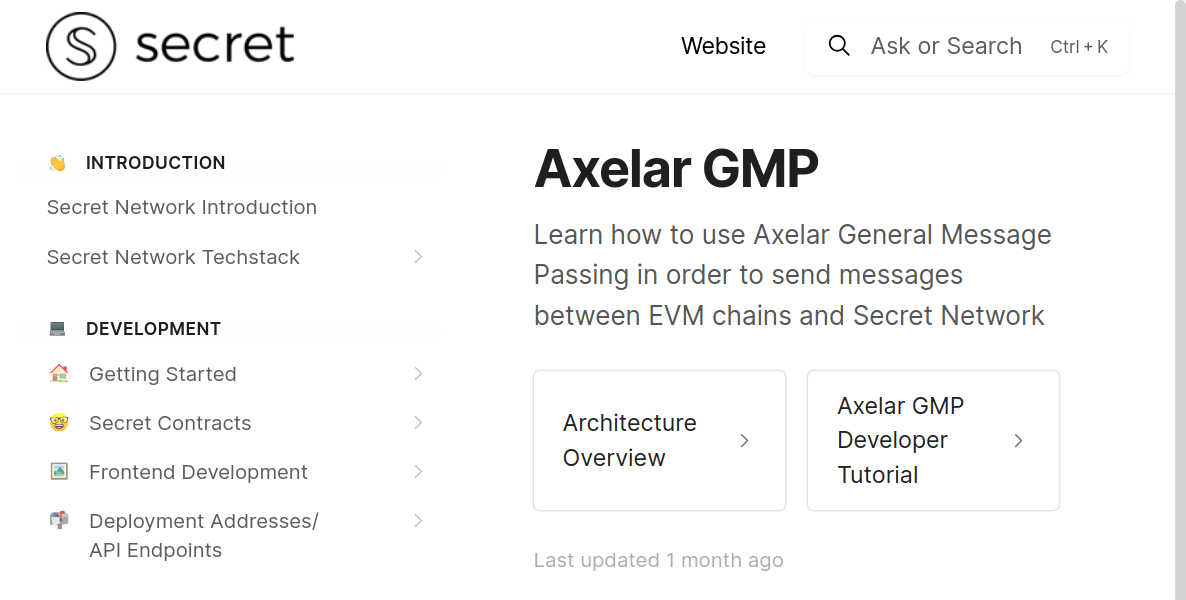 secret
Website
Ask or Search Ctrl + K
INTRODUCTION
Secret Network Introduction
Secret Network Techstack
DEVELOPMENT
Getting Started
Secret Contracts
Frontend Development
Deployment Addresses/
API Endpoints
Axelar GMP
Learn how to use Axelar General Message
Passing in order to send messages
between EVM chains and Secret Network
Architecture
Overview
Axelar GMP
Developer
Tutorial
Last updated 1 month ago